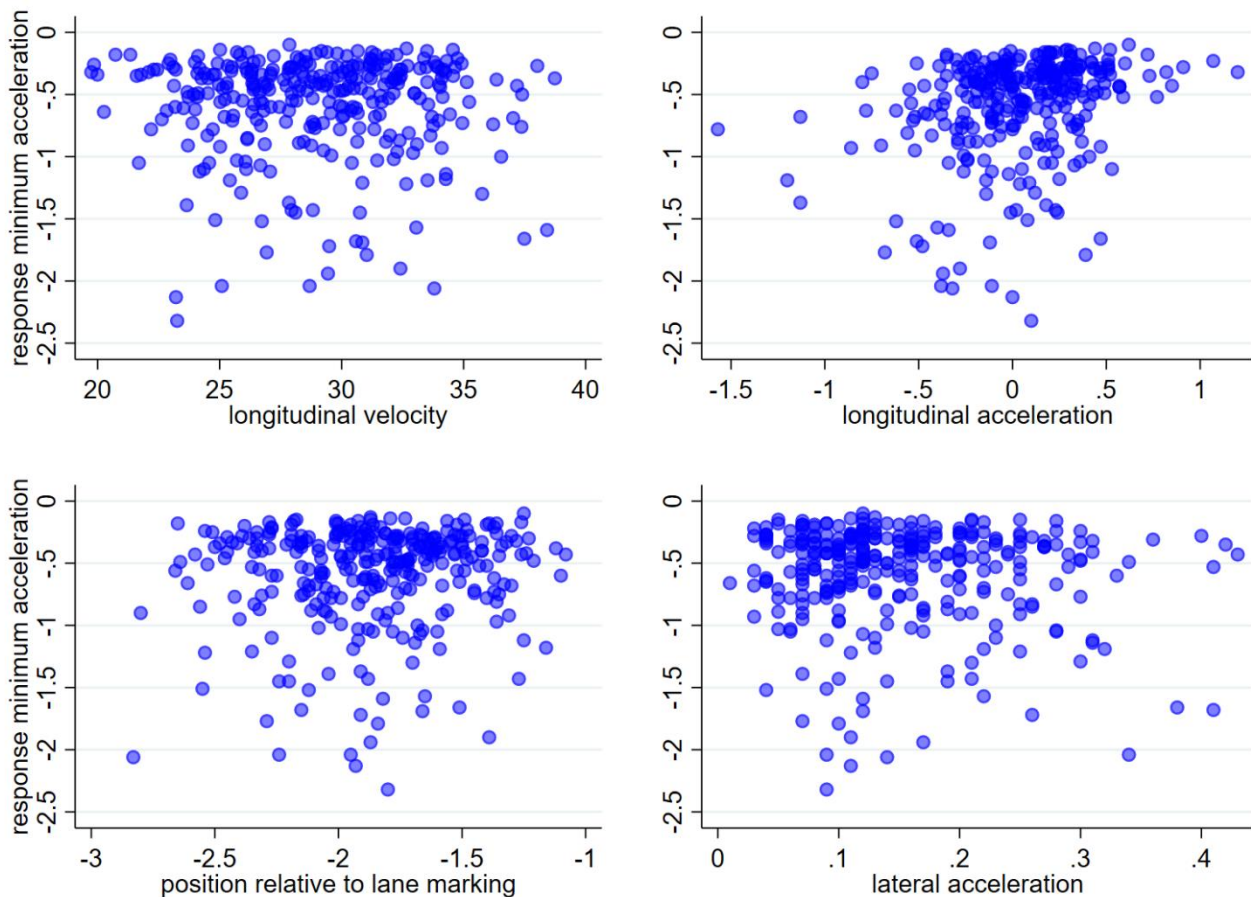 response minimum acceleration
0
-.5
-1
-1.5
-2
-2.5
20 25 30 35 40
longitudinal velocity
0
-.5
-1
-1.5
-2
-2.5
-1.5 -1 -.5 0 .5 1
longitudinal acceleration
response minimum acceleration
0
-.5
-1
-1.5
-2
-2.5
-3 -2.5 -2 -1.5 -1
position relative to lane marking
0
-.5
-1
-1.5
-2
-2.5
0 .1 .2 .3 .4
lateral acceleration